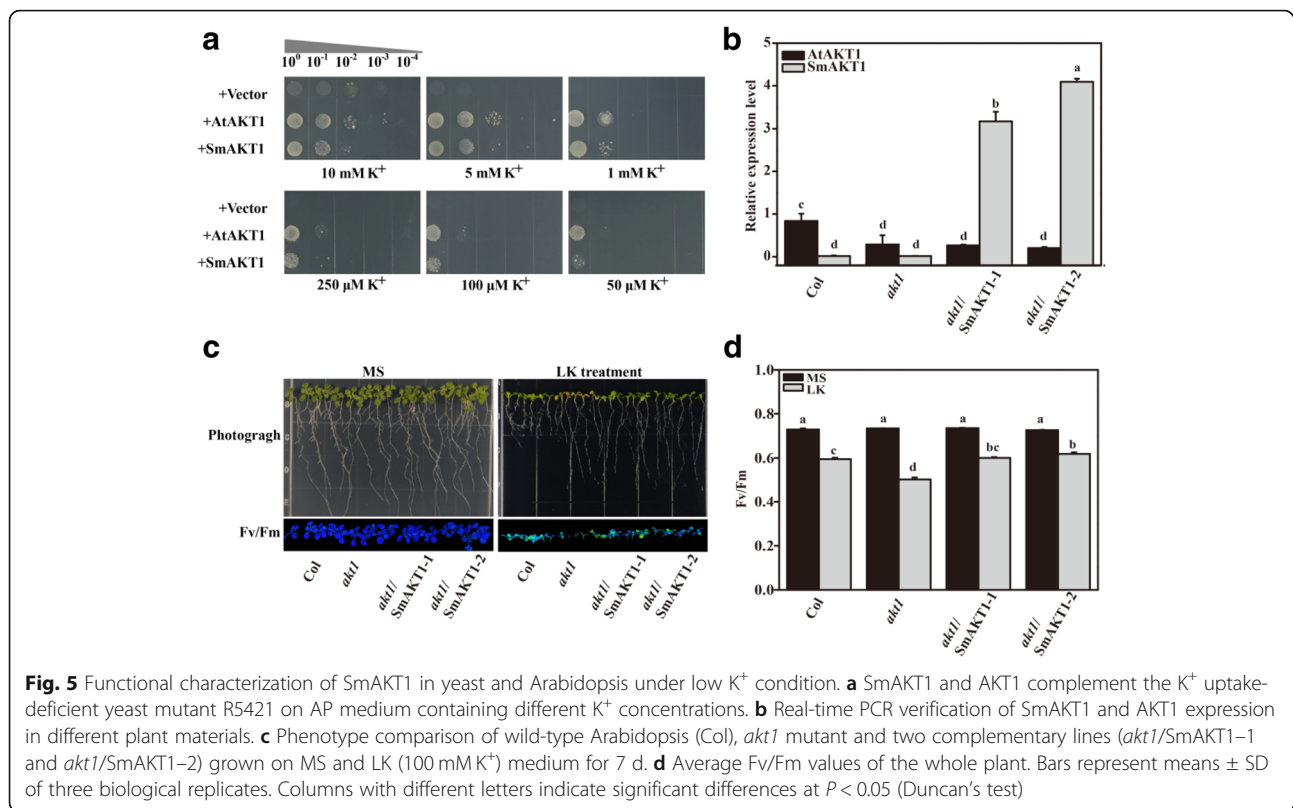 a
10⁰ 10⁻¹ 10⁻² 10⁻³ 10⁻⁴
+Vector
+AtAKT1
+SmAKT1
10 mM K⁺ 5 mM K⁺ 1 mM K⁺
+Vector
+AtAKT1
+SmAKT1
250 μM K⁺ 100 μM K⁺ 50 μM K⁺
b
AtAKT1
SmAKT1
Relative expression level
5
4
3
2
1
0
c d d d d b d a
Col
akt1
akt1/
SmAKT1-1
akt1/
SmAKT1-2
c
MS LK treatment
Photogragh
Fv/Fm
Col
akt1
akt1/
SmAKT1-1
akt1/
SmAKT1-2
Col
akt1
akt1/
SmAKT1-1
akt1/
SmAKT1-2
d
MS
LK
Fv/Fm
1.0
0.8
0.6
0.4
0.2
0.0
a c a d a bc a b
Col
akt1
akt1/
SmAKT1-1
akt1/
SmAKT1-2
Fig. 5 Functional characterization of SmAKT1 in yeast and Arabidopsis under low K⁺ condition. a SmAKT1 and AKT1 complement the K⁺ uptake-
deficient yeast mutant R5421 on AP medium containing different K⁺ concentrations. b Real-time PCR verification of SmAKT1 and AKT1 expression
in different plant materials. c Phenotype comparison of wild-type Arabidopsis (Col), akt1 mutant and two complementary lines (akt1/SmAKT1–1
and akt1/SmAKT1–2) grown on MS and LK (100 mM K⁺) medium for 7 d. d Average Fv/Fm values of the whole plant. Bars represent means ± SD
of three biological replicates. Columns with different letters indicate significant differences at P < 0.05 (Duncan's test)